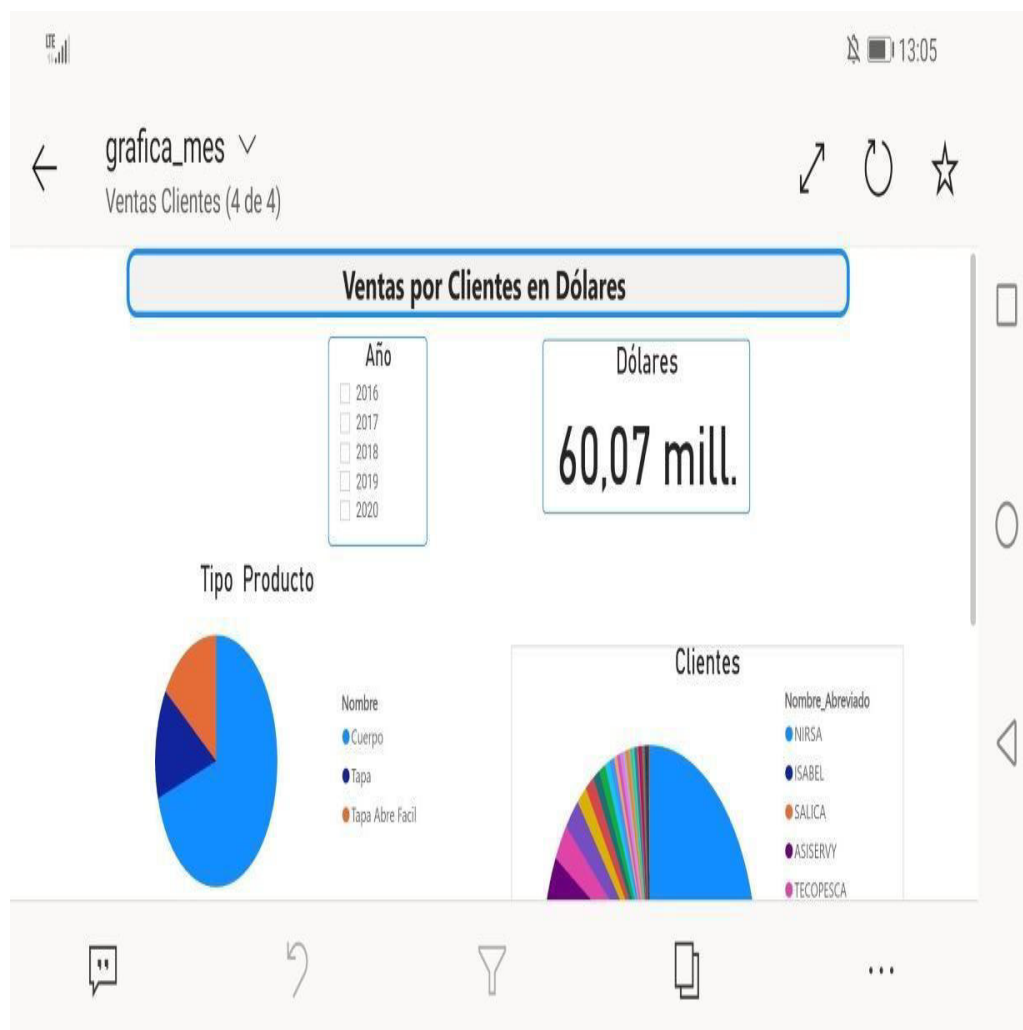 LTE
13:05
grafica_mes
Ventas Clientes (4 de 4)
Ventas por Clientes en Dólares
Año
2016
2017
2018
2019
2020
Dólares
60,07 mill.
Tipo Producto
Nombre
Cuerpo
Tapa
Tapa Abre Facil
Clientes
Nombre_Abreviado
NIRSA
ISABEL
SALICA
ASISERVY
TECOPESCA